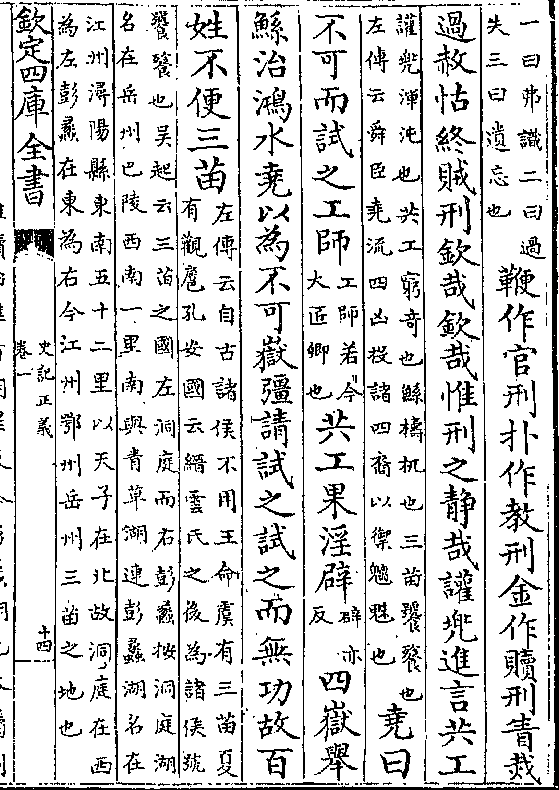 一曰弗識二曰過
失三曰遺忘也
鞭作官刑扑作教刑金作贖刑眚烖
過赦怙終賊刑欽哉欽哉惟刑之静哉讙兜進言共工
讙兜渾沌也共工窮竒也鯀檮杌也三苗饕餮也
左傳云舜臣堯流四凶投諸四裔以禦魑魅也
堯曰
不可而試之工師
工師若今
大匠卿也
共工果淫辟
辟亦
反
四嶽舉
鯀治鴻水堯以為不可嶽彊請試之試之而無功故百
姓不便三苗
左傳云自古諸侯不用王命虞有三苗夏
有觀扈孔安國云縉雲氏之後為諸侯號
饕餮也吴起云三苗之國左洞庭而右彭蠡按洞庭湖
名在岳州巴陵西南一里南與青草湖連彭蠡湖名在
江州潯陽縣東南五十二里以天子在北故洞庭在西
為左彭蠡在東為右今江州鄂州岳州三苗之地也
欽定四庫全書
史記正義
卷一
十四